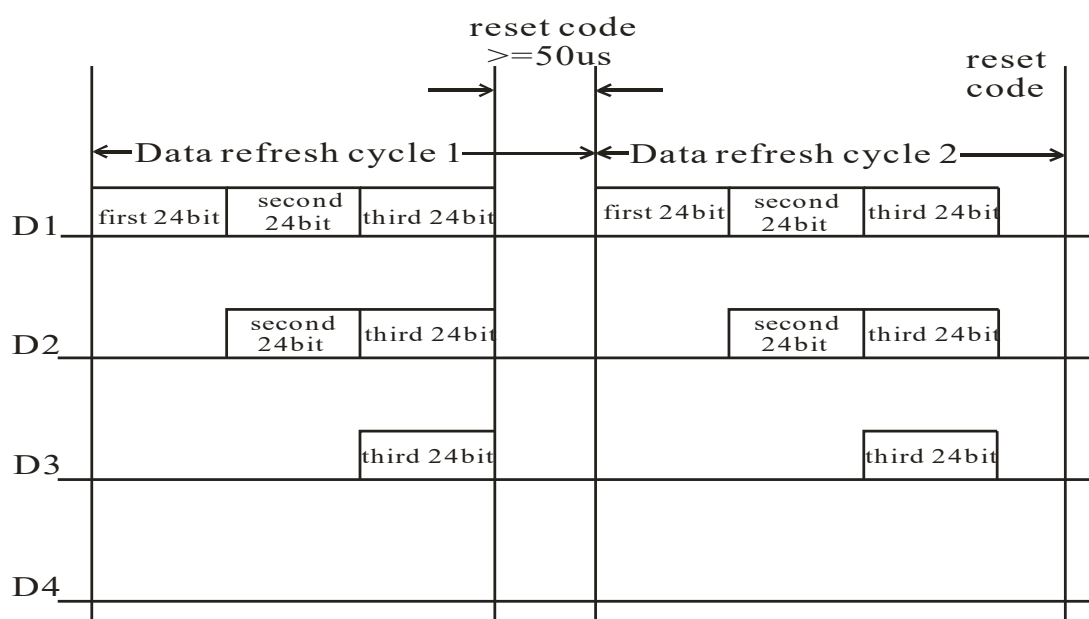 reset code
>=50us
reset
code
Data refresh cycle 1
Data refresh cycle 2
D1
first 24bit
second
24bit
third 24bit
first 24bit
second
24bit
third 24bit
D2
second
24bit
third 24bit
second
24bit
third 24bit
D3
third 24bit
third 24bit
D4